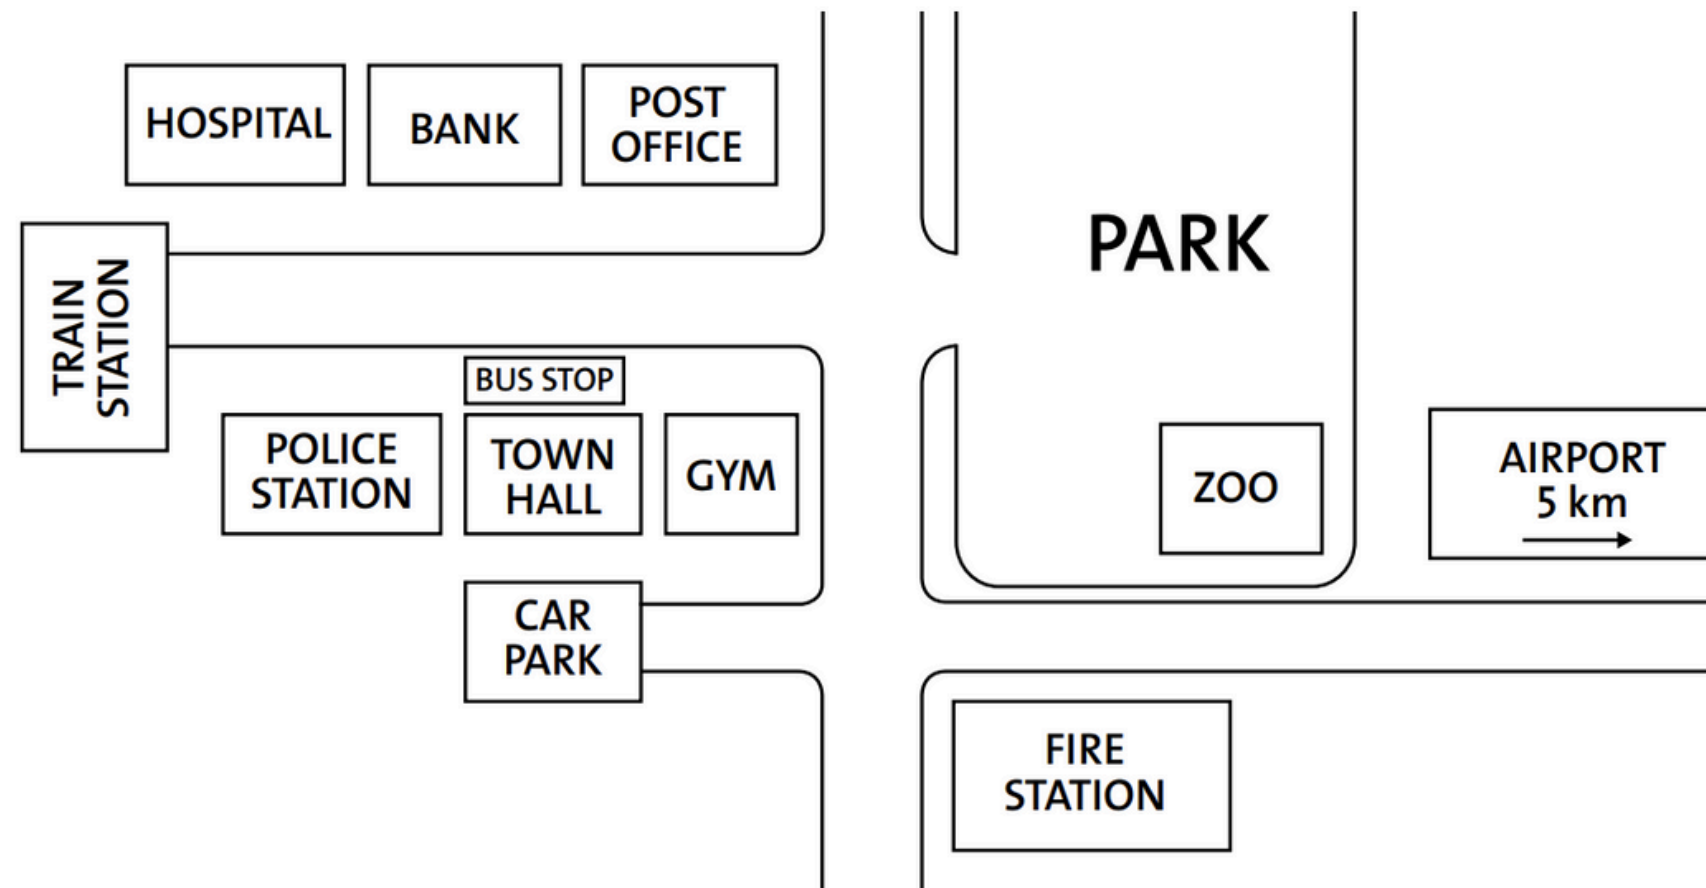 HOSPITAL
BANK
POST
OFFICE
PARK
TRAIN
STATION
BUS STOP
POLICE
STATION
TOWN
HALL
GYM
ZOO
AIRPORT
5 km
CAR
PARK
FIRE
STATION